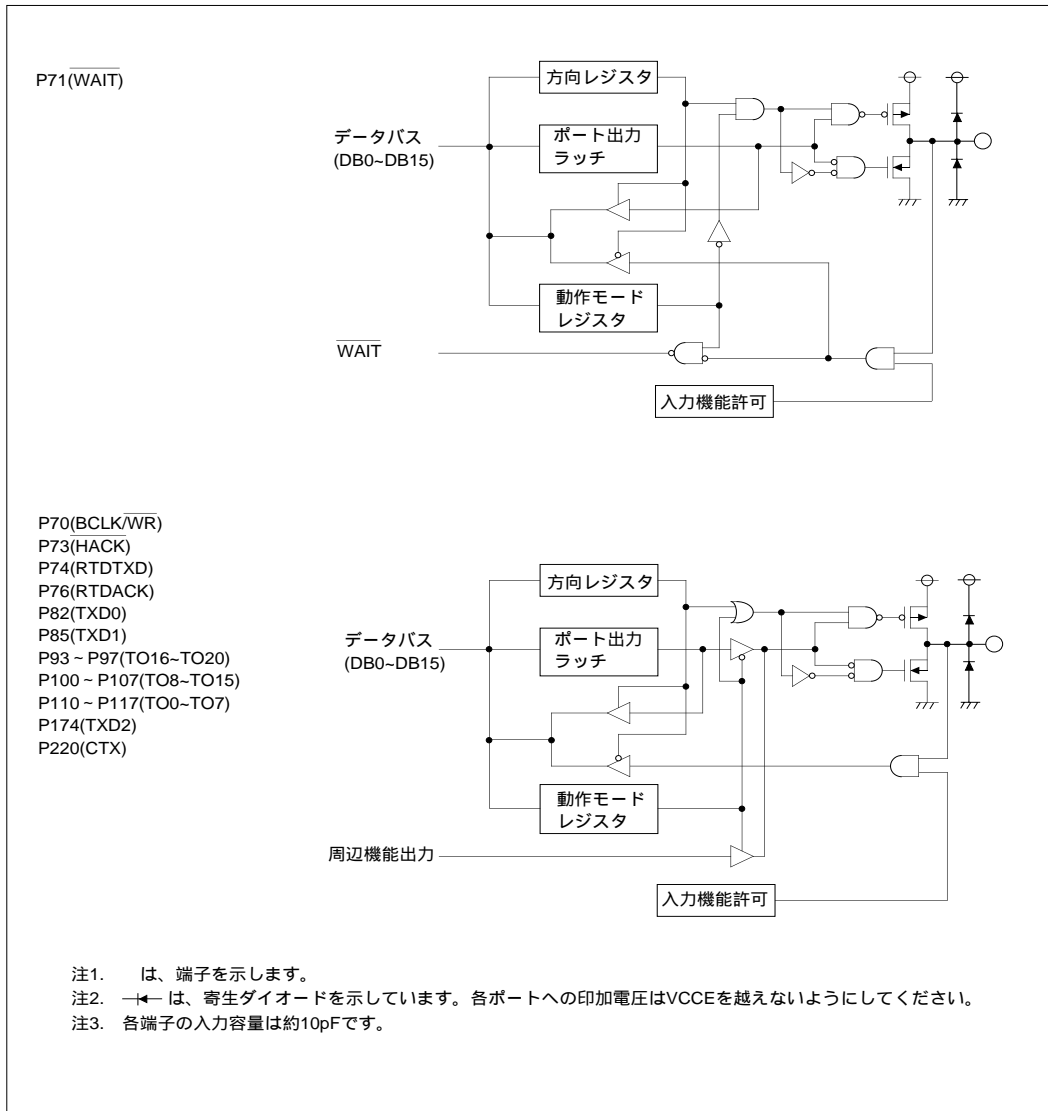 P71(WAIT)
方向レジスタ
データバス
(DB0~DB15)
ポート出力
ラッチ
動作モード
レジスタ
WAIT
入力機能許可
P70(BCLK/WR)
P73(HACK)
P74(RTDTXD)
P76(RTDACK)
P82(TXD0)
P85(TXD1)
P93 ~ P97(TO16~TO20)
P100 ~ P107(TO8~TO15)
P110 ~ P117(TO0~TO7)
P174(TXD2)
P220(CTX)
方向レジスタ
データバス
(DB0~DB15)
ポート出力
ラッチ
動作モード
レジスタ
周辺機能出力
入力機能許可
注1. は、端子を示します。
注2. は、寄生ダイオードを示しています。各ポートへの印加電圧はVCCEを越えないようにしてください。
注3. 各端子の入力容量は約10pFです。